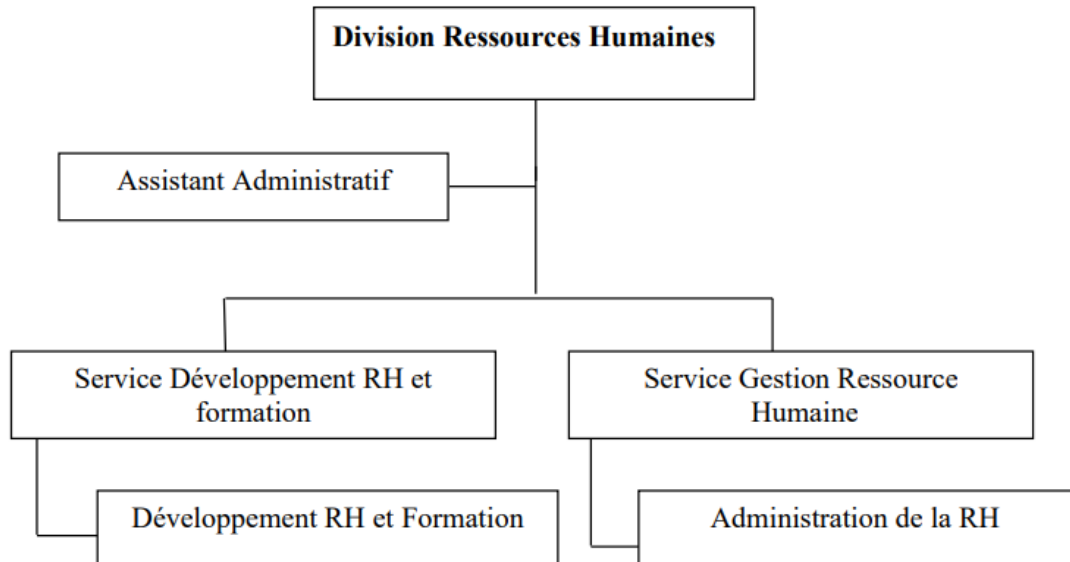 Division Ressources Humaines
Assistant Administratif
Service Développement RH et
formation
Service Gestion Ressource
Humaine
Développement RH et Formation
Administration de la RH